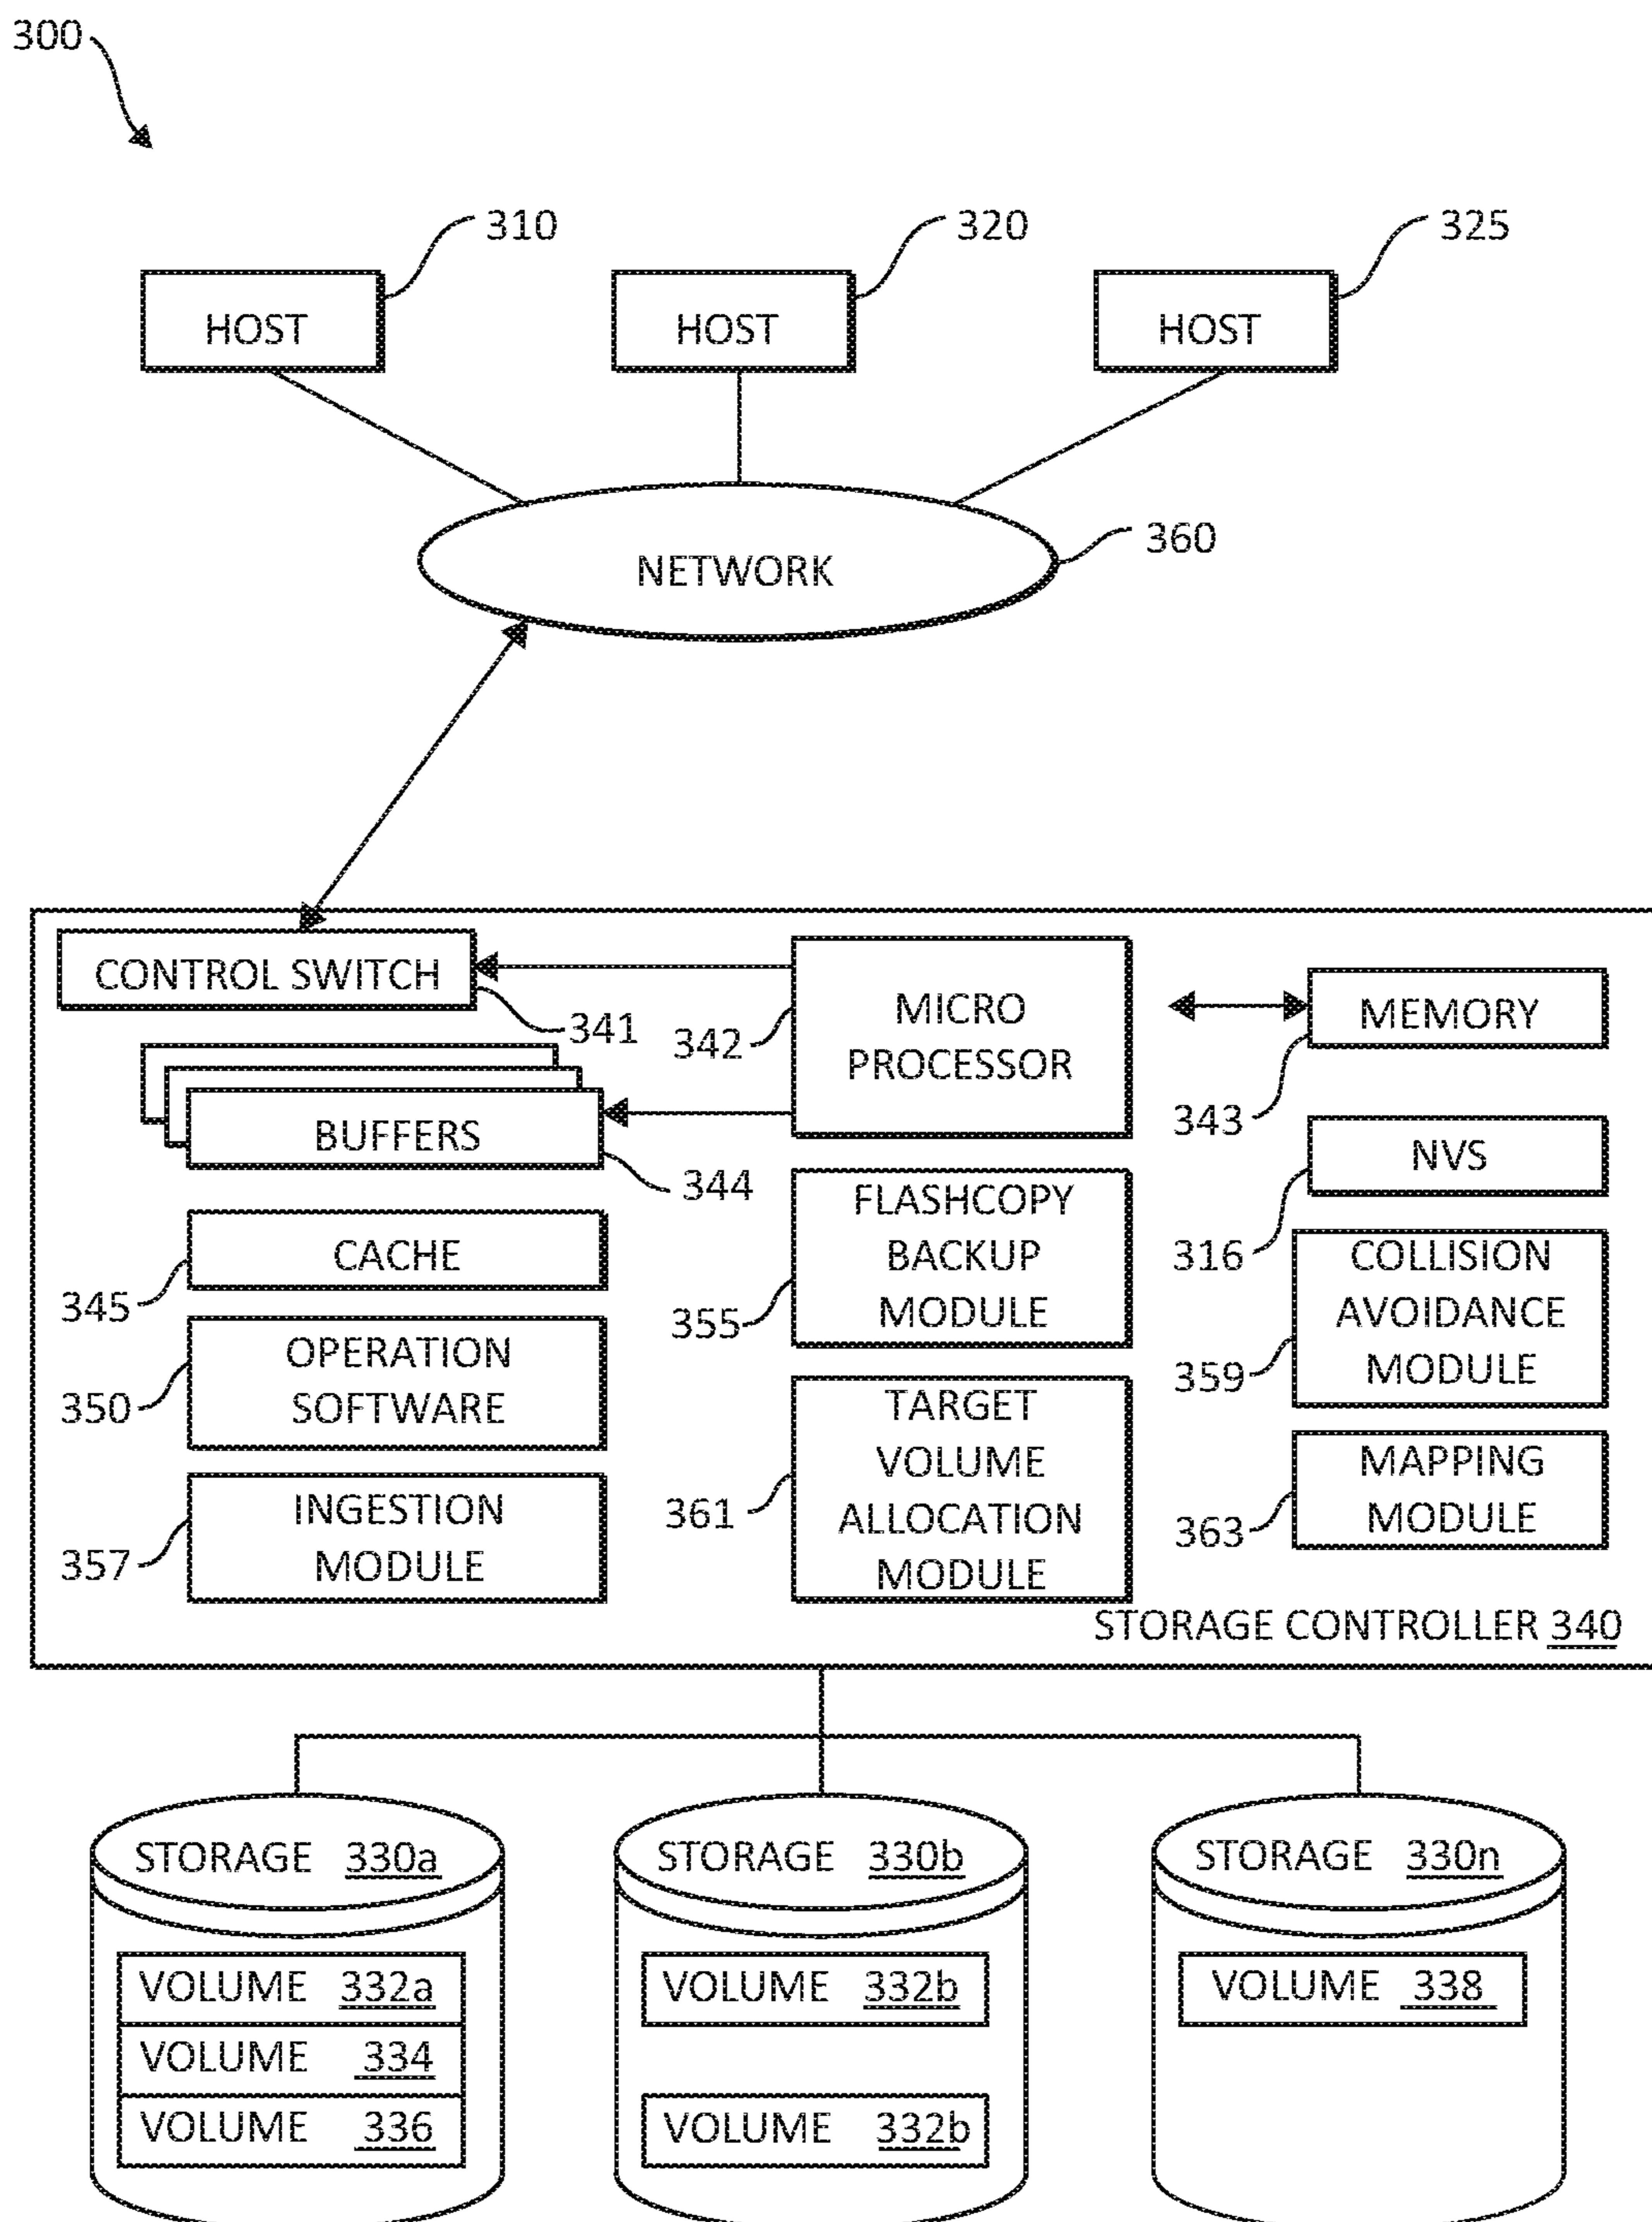 300
310
320
325
HOST
HOST
HOST
NETWORK
360
CONTROL SWITCH
341
342
MICRO
PROCESSOR
MEMORY
343
BUFFERS
344
NVS
316
CACHE
345
FLASHCOPY
BACKUP
MODULE
355
COLLISION
AVOIDANCE
MODULE
359
OPERATION
SOFTWARE
350
TARGET
VOLUME
ALLOCATION
MODULE
361
MAPPING
MODULE
363
INGESTION
MODULE
357
STORAGE CONTROLLER 340
STORAGE 330a
STORAGE 330b
STORAGE 330n
VOLUME 332a
VOLUME 334
VOLUME 336
VOLUME 332b
VOLUME 332b
VOLUME 338